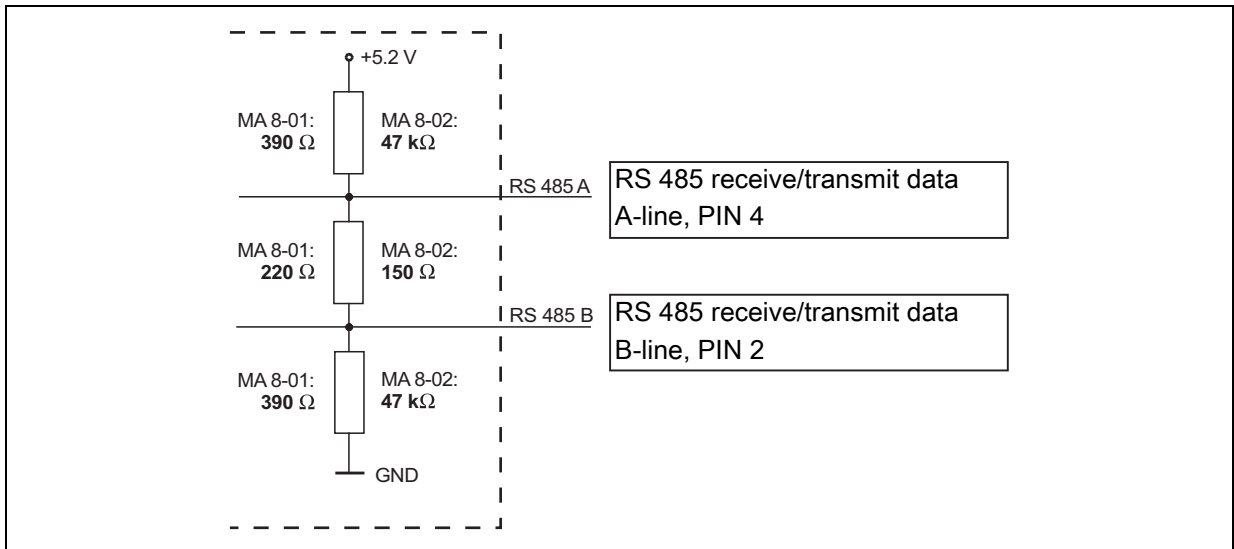 +5.2 V
MA 8-01:
390 Ω
MA 8-02:
47 kΩ
RS 485 A
RS 485 receive/transmit data
A-line, PIN 4
MA 8-01:
220 Ω
MA 8-02:
150 Ω
RS 485 B
RS 485 receive/transmit data
B-line, PIN 2
MA 8-01:
390 Ω
MA 8-02:
47 kΩ
GND